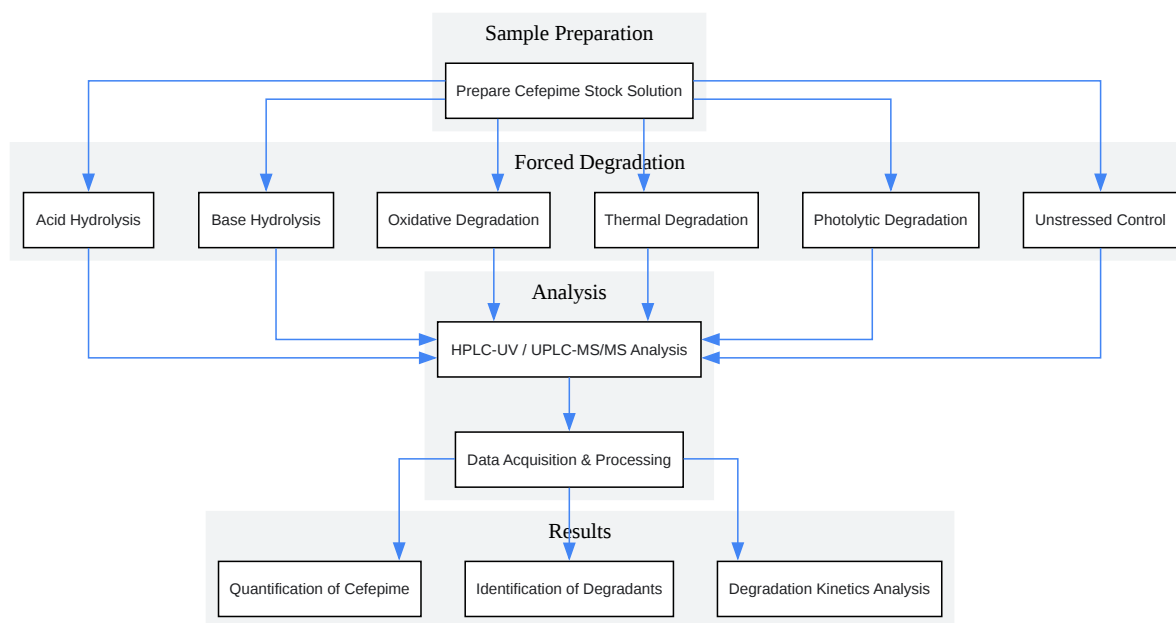 Sample Preparation
Prepare Cefepime Stock Solution
Forced Degradation
Acid Hydrolysis
Base Hydrolysis
Oxidative Degradation
Thermal Degradation
Photolytic Degradation
Unstressed Control
Analysis
HPLC-UV / UPLC-MS/MS Analysis
Data Acquisition & Processing
Results
Quantification of Cefepime
Identification of Degradants
Degradation Kinetics Analysis